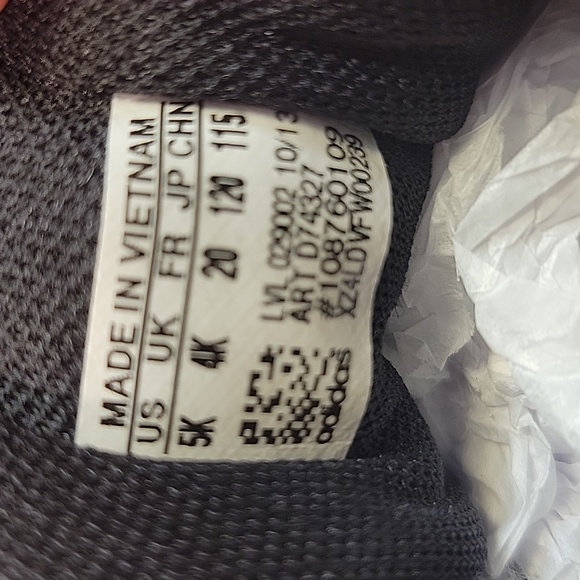 MADE IN VIETNAM
US UK FR JP CHN
5K 4K 20 120 115
LVL 029002 10/13
ART D74327
#108760109
XZ4LDVFW00239
adidas